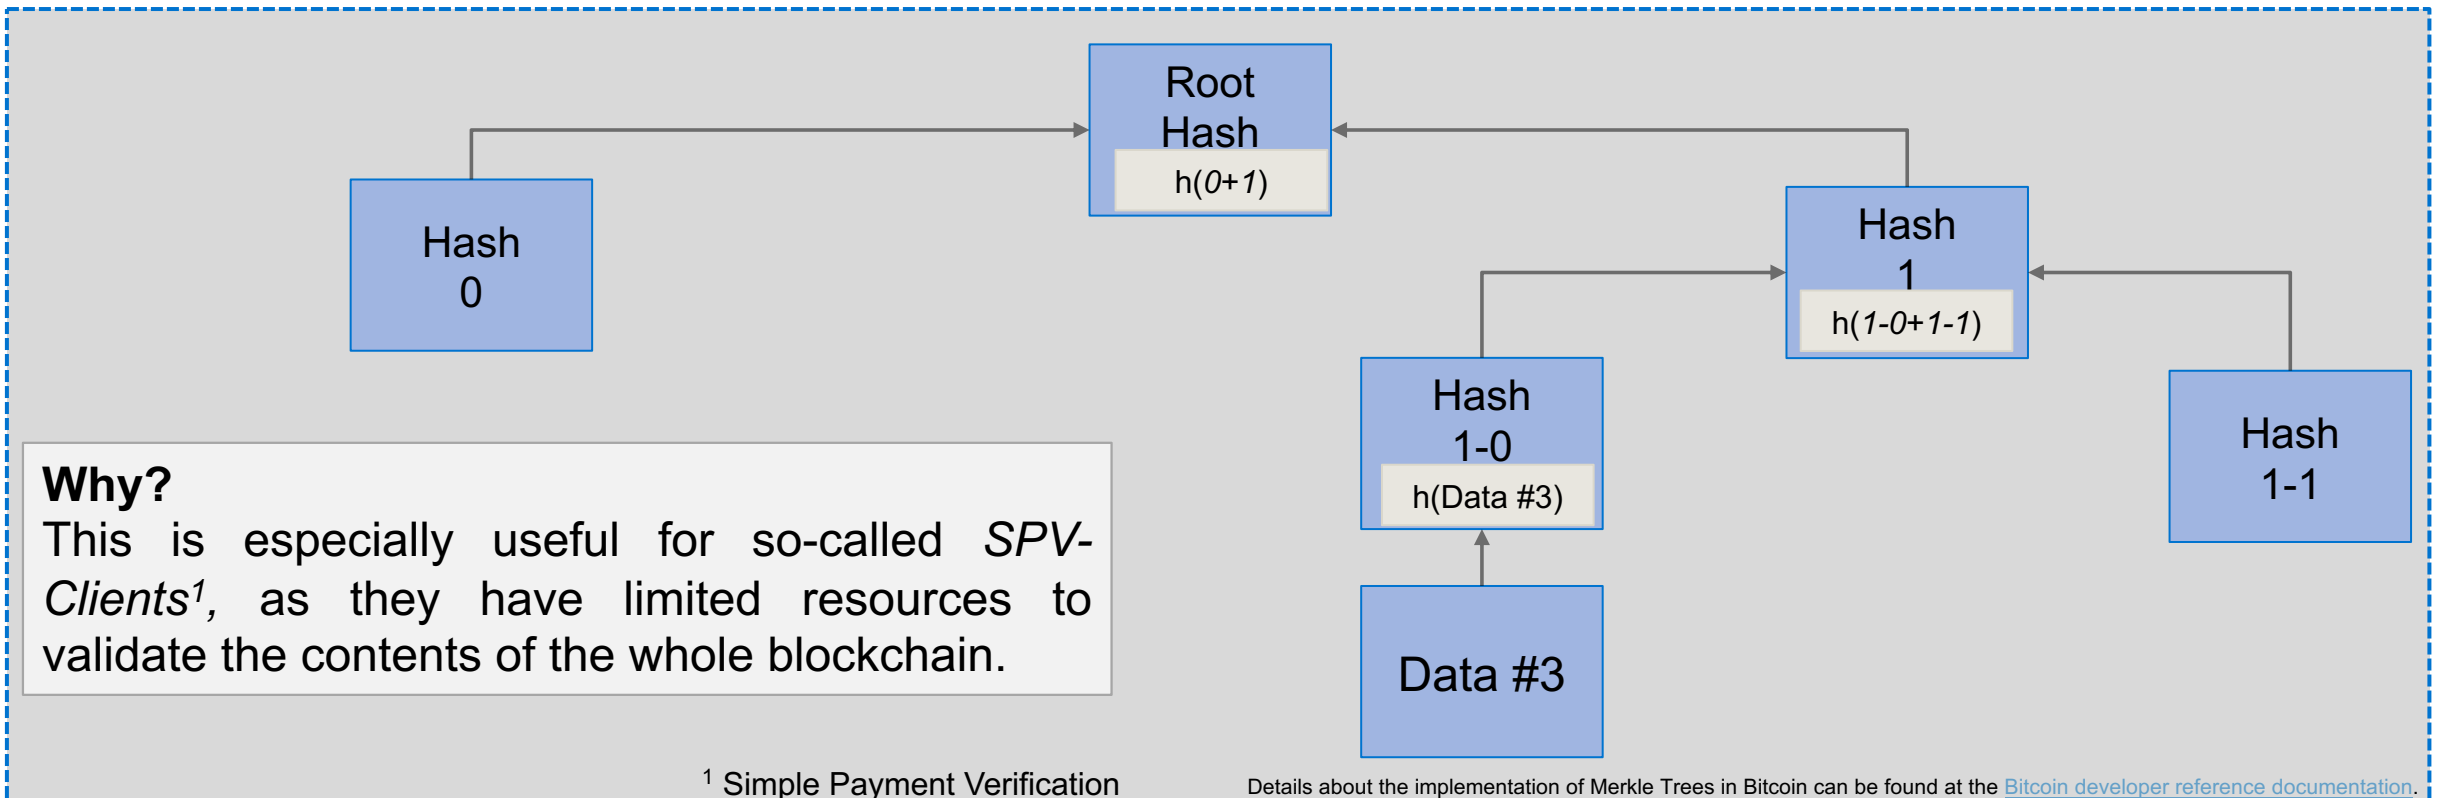 Root
Hash
h(0+1)
Hash
0
Hash
1
h(1-0+1-1)
Hash
1-0
h(Data #3)
Hash
1-1
Data #3
Why?
This is especially useful for so-called SPV-
Clients¹, as they have limited resources to
validate the contents of the whole blockchain.
¹ Simple Payment Verification
Details about the implementation of Merkle Trees in Bitcoin can be found at the Bitcoin developer reference documentation.